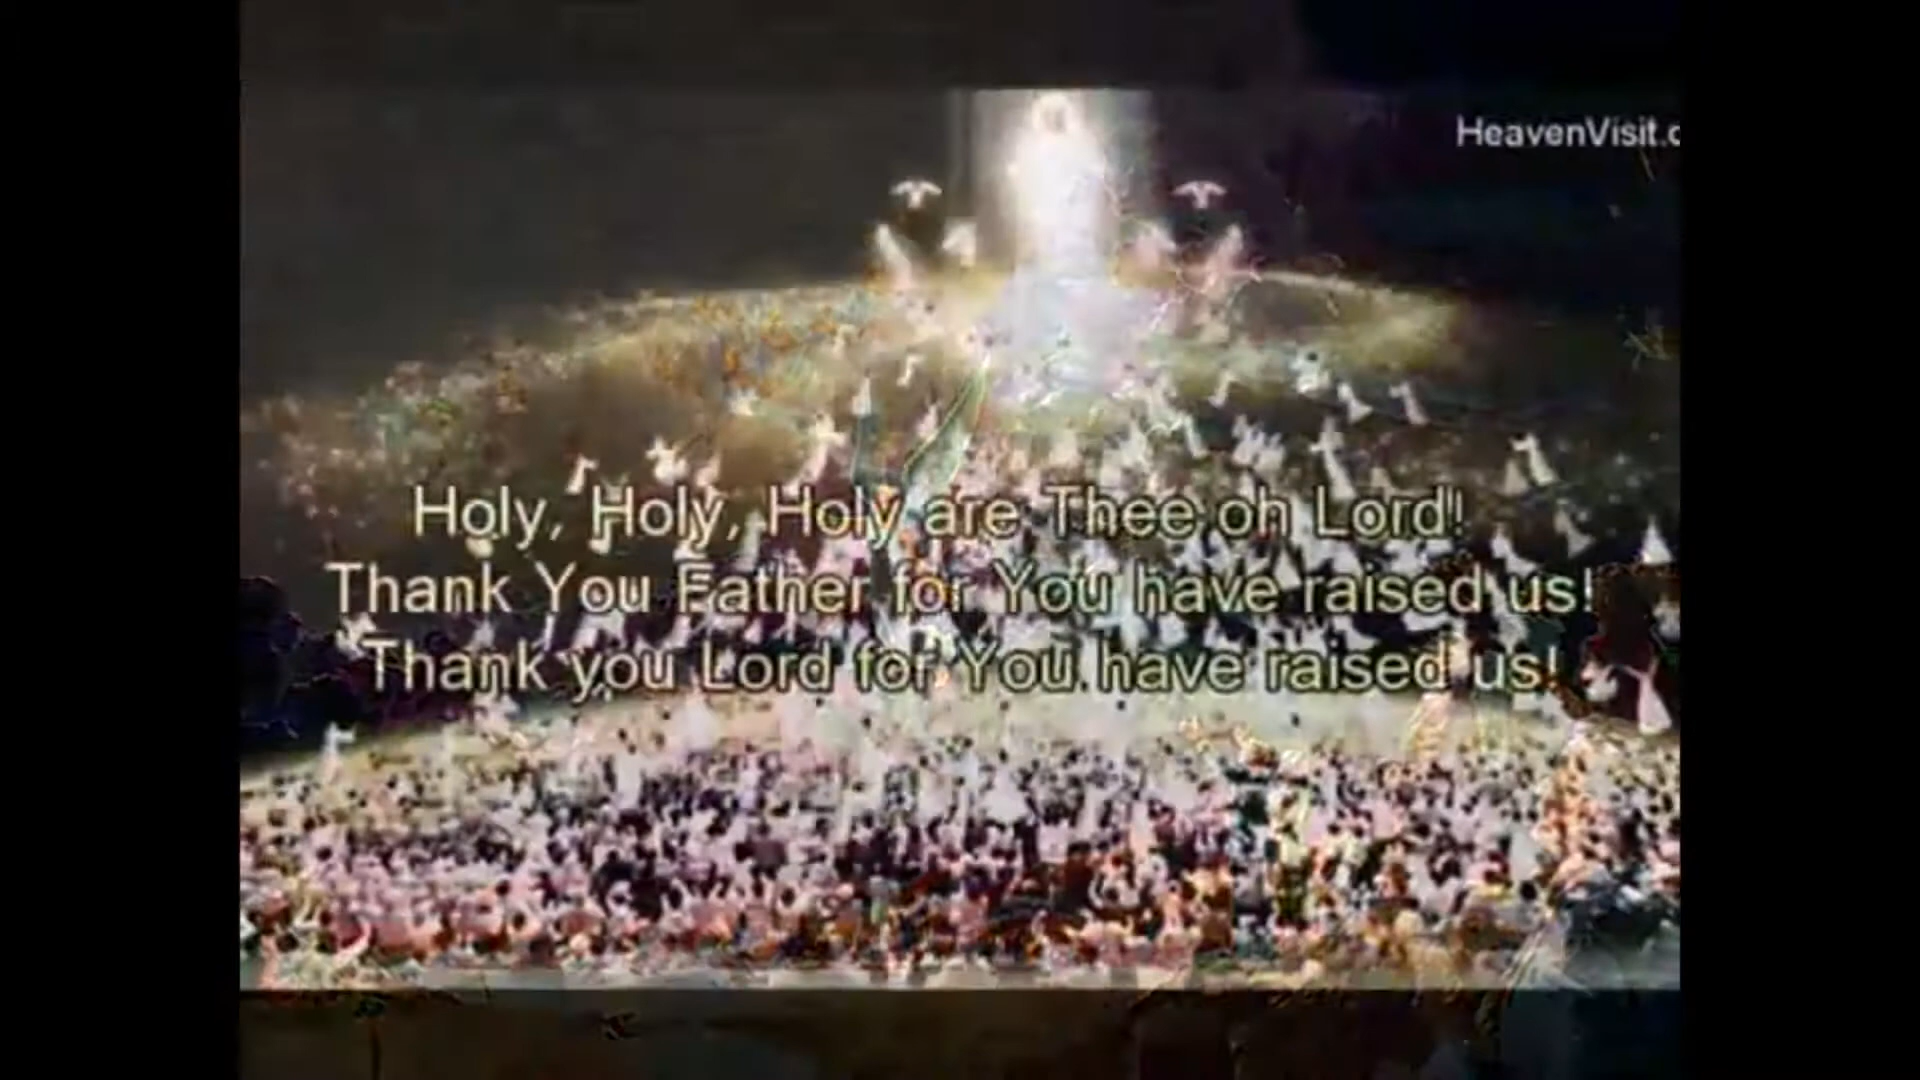 HeavenVisit.c
Holy, Holy, Holy are Thee oh Lord!
Thank You Father for You have raised us!
Thank you Lord for You have raised us!